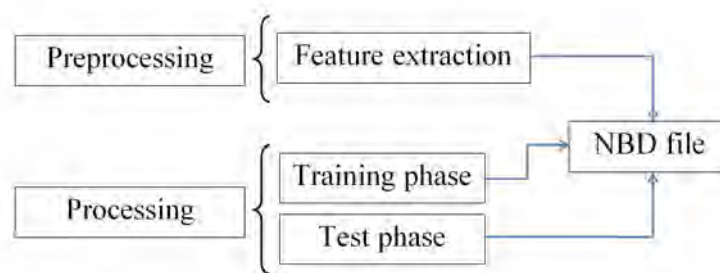 Preprocessing
Feature extraction
NBD file
Processing
Training phase
Test phase